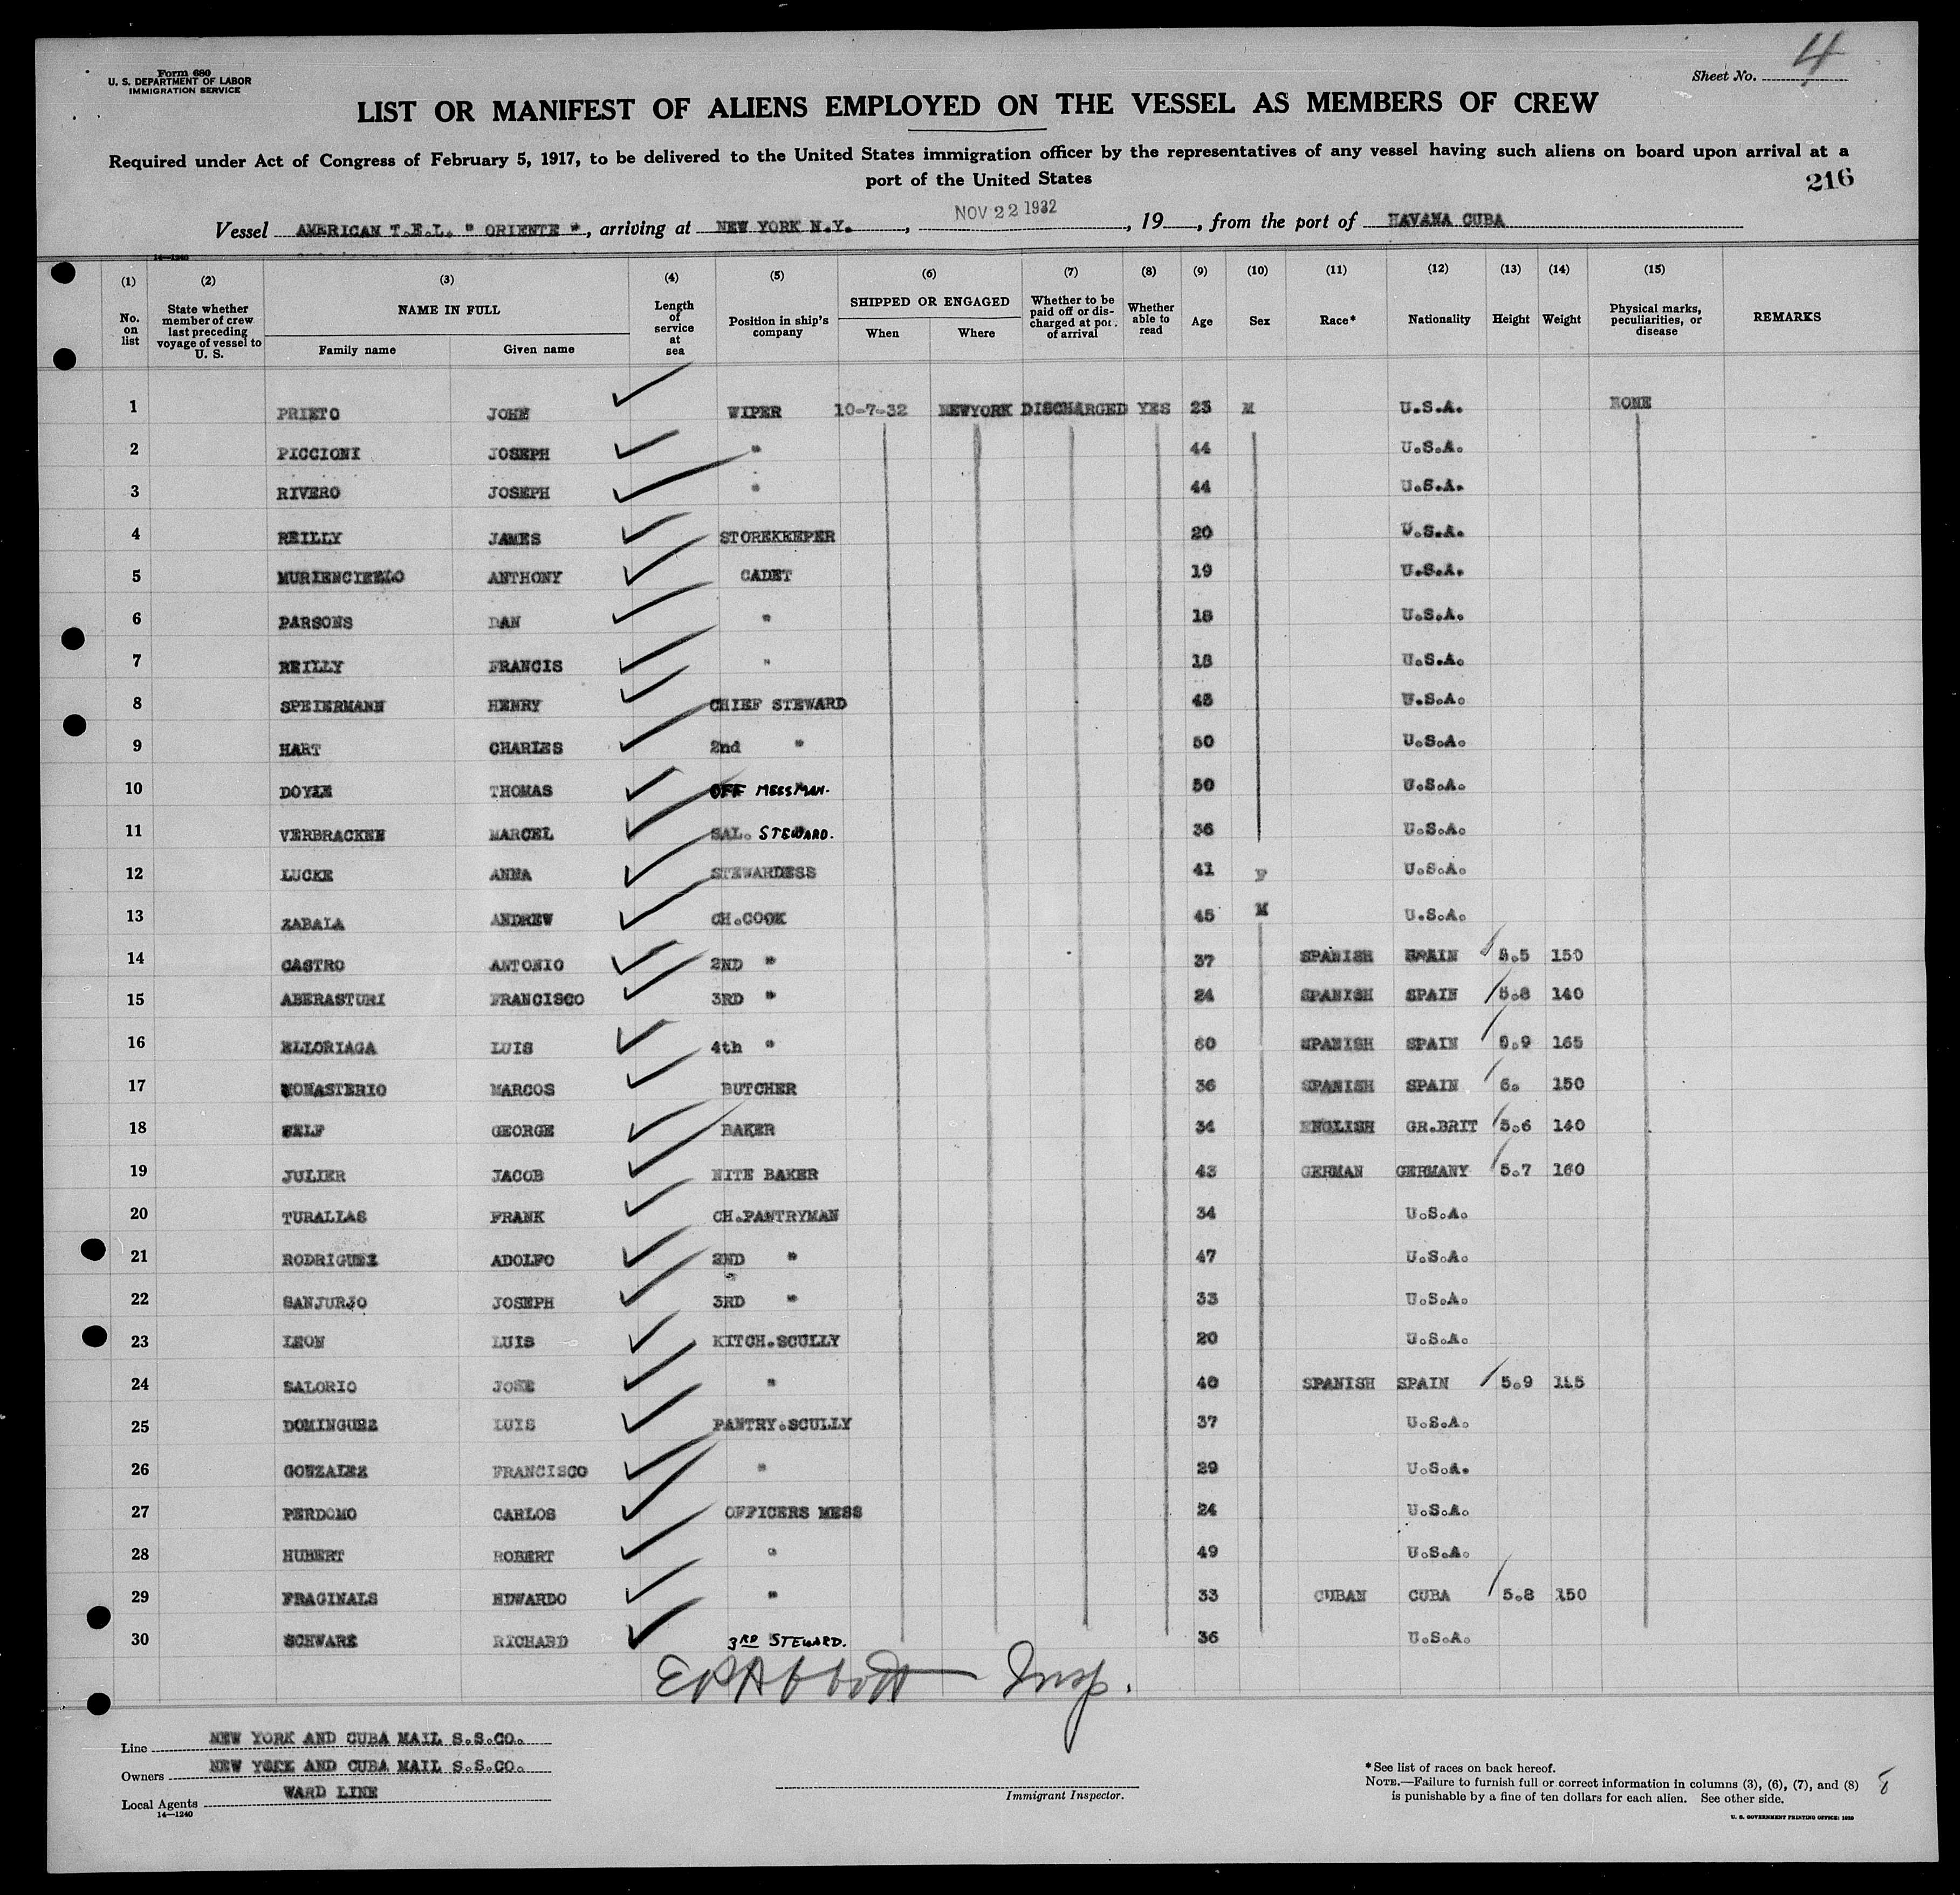 Form 680
U. S. DEPARTMENT OF LABOR
IMMIGRATION SERVICE
Sheet No. 4
LIST OR MANIFEST OF ALIENS EMPLOYED ON THE VESSEL AS MEMBERS OF CREW
Required under Act of Congress of February 5, 1917, to be delivered to the United States immigration officer by the representatives of any vessel having such aliens on board upon arrival at a
port of the United States
216
Vessel AMERICAN T.E.L. " ORIENTE ", arriving at NEW YORK N.Y., NOV 22 1932, 19, from the port of HAVANA CUBA
14—1240
(1) (2) (3) (4) (5) (6) (7) (8) (9) (10) (11) (12) (13) (14) (15)
No. on list
State whether member of crew last preceding voyage of vessel to U. S.
NAME IN FULL
Family name
Given name
Length of service at sea
Position in ship's company
SHIPPED OR ENGAGED
When
Where
Whether to be paid off or discharged at port of arrival
Whether able to read
Age
Sex
Race*
Nationality
Height
Weight
Physical marks, peculiarities, or disease
REMARKS
1 PRIETO JOHN WIPER 10-7-32 NEWYORK DISCHARGED YES 23 M U.S.A. NONE
2 PICCIONI JOSEPH " 44 U.S.A.
3 RIVERO JOSEPH " 44 U.S.A.
4 REILLY JAMES STOREKEEPER 20 U.S.A.
5 MURIENCIELLO ANTHONY CADET 19 U.S.A.
6 PARSONS DAN " 18 U.S.A.
7 REILLY FRANCIS " 18 U.S.A.
8 SPEIERMANN HENRY CHIEF STEWARD 43 U.S.A.
9 HART CHARLES 2nd " 50 U.S.A.
10 DOYLE THOMAS OFF MESSMAN. 50 U.S.A.
11 VERBRACKEN MARCEL SAL. STEWARD. 36 U.S.A.
12 LUCKE ANNA STEWARDESS 41 F U.S.A.
13 ZABALA ANDREW CH.COOK 45 M U.S.A.
14 CASTRO ANTONIO 2ND " 37 SPANISH SPAIN 5.5 150
15 ABERASTURI FRANCISCO 3RD " 24 SPANISH SPAIN 5.8 140
16 ELLORIAGA LUIS 4th " 60 SPANISH SPAIN 5.9 165
17 MONASTERIO MARCOS BUTCHER 36 SPANISH SPAIN 6. 150
18 SELF GEORGE BAKER 34 ENGLISH GR.BRIT 5.6 140
19 JULIER JACOB NITE BAKER 43 GERMAN GERMANY 5.7 160
20 TURALLAS FRANK CH.PANTRYMAN 34 U.S.A.
21 RODRIGUEZ ADOLFO 2ND " 47 U.S.A.
22 SANJURJO JOSEPH 3RD " 33 U.S.A.
23 LEON LUIS KITCH.SCULLY 20 U.S.A.
24 SALORIO JOSE " 40 SPANISH SPAIN 5.9
25 DOMINGUEZ LUIS PANTRY.SCULLY 37 U.S.A.
26 GONZALEZ FRANCISCO " 29 U.S.A.
27 PERDOMO CARLOS OFFICERS MESS 24 U.S.A.
28 HUBERT ROBERT " 49 U.S.A.
29 FRAGINALS EDWARDO " 33 CUBAN CUBA 5.8 150
30 SCHWARZ RICHARD 3RD STEWARD. 36 U.S.A.
E P Abbott Insp.
Line NEW YORK AND CUBA MAIL S.S.CO.
Owners NEW YORK AND CUBA MAIL S.S.CO.
Local Agents WARD LINE
14—1240
Immigrant Inspector.
*See list of races on back hereof.
NOTE.—Failure to furnish full or correct information in columns (3), (6), (7), and (8)
is punishable by a fine of ten dollars for each alien. See other side.
U. S. GOVERNMENT PRINTING OFFICE: 1929